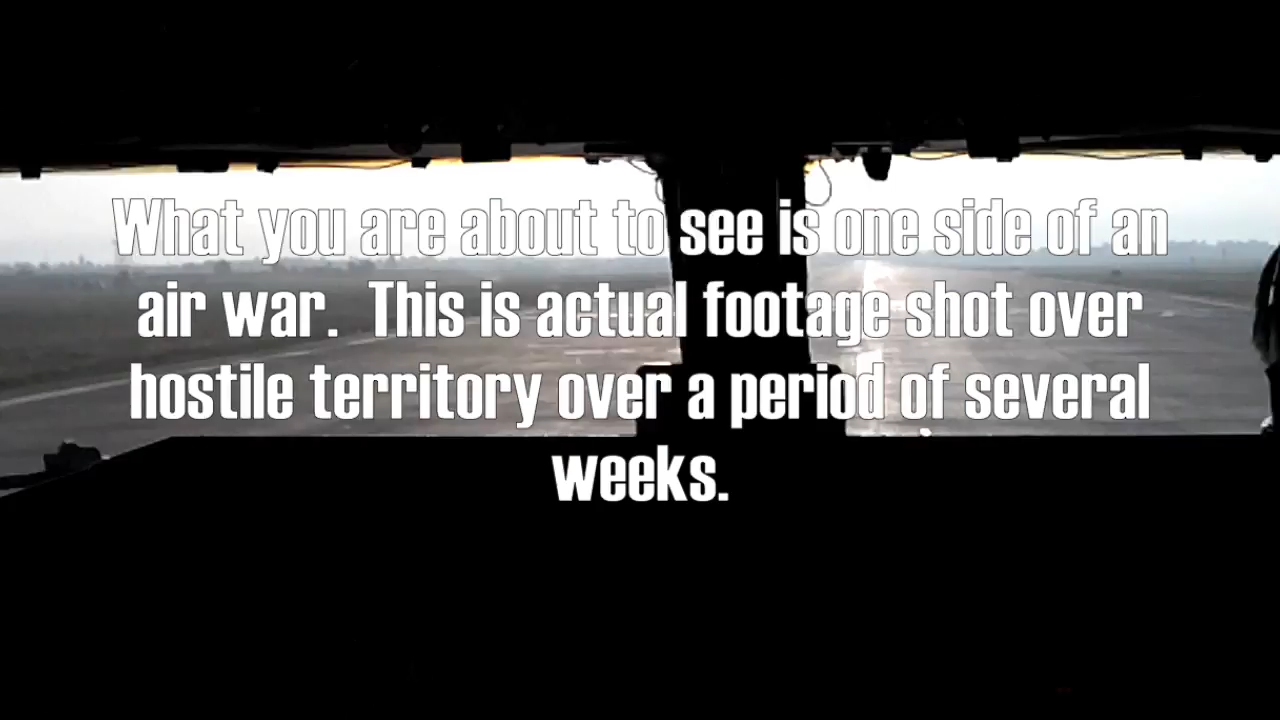 What you are about to see is one side of an
air war.  This is actual footage shot over
hostile territory over a period of several
weeks.